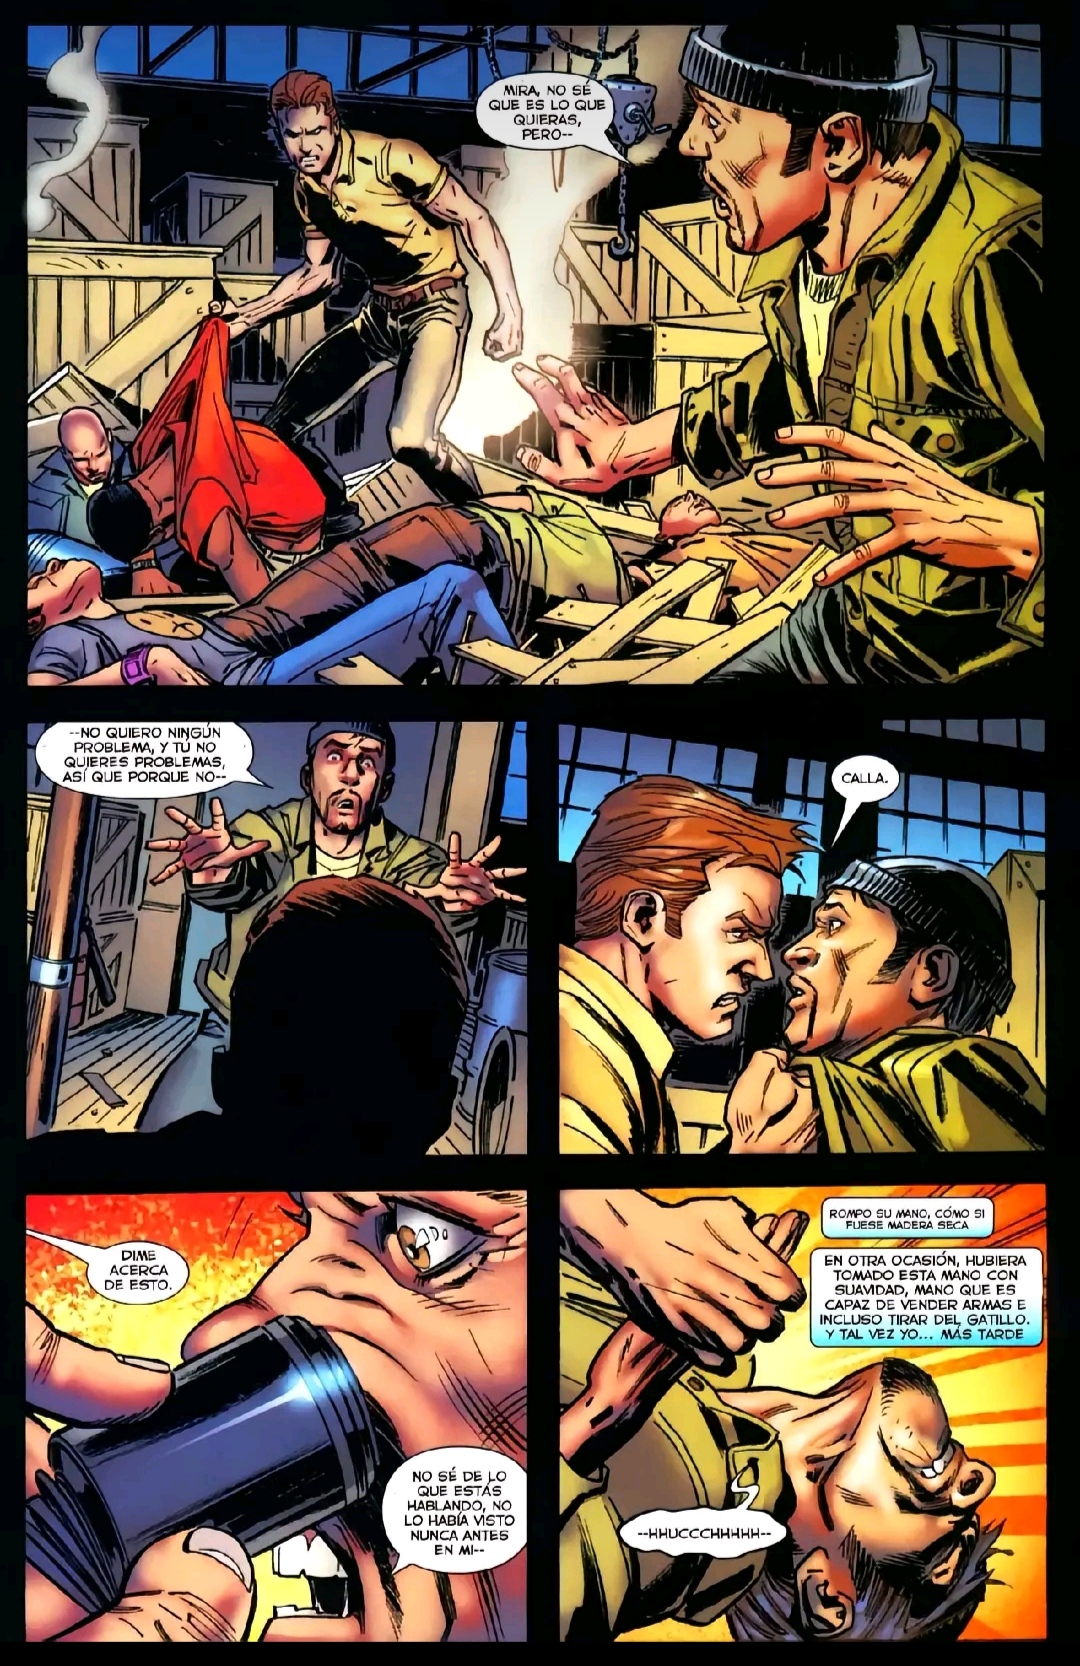 MIRA, NO SÉ
QUE ES LO QUE
QUIERAS,
PERO--
--NO QUIERO NINGÚN
PROBLEMA, Y TÚ NO
QUIERES PROBLEMAS,
ASÍ QUE PORQUE NO--
CALLA.
DIME
ACERCA
DE ESTO.
NO SÉ DE LO
QUE ESTÁS
HABLANDO, NO
LO HABÍA VISTO
NUNCA ANTES
EN MI--
ROMPO SU MANO, CÓMO SI
FUESE MADERA SECA
EN OTRA OCASIÓN, HUBIERA
TOMADO ESTA MANO CON
SUAVIDAD, MANO QUE ES
CAPAZ DE VENDER ARMAS E
INCLUSO TIRAR DEL GATILLO.
Y TAL VEZ YO... MÁS TARDE
--HHUCCCHHHHH--